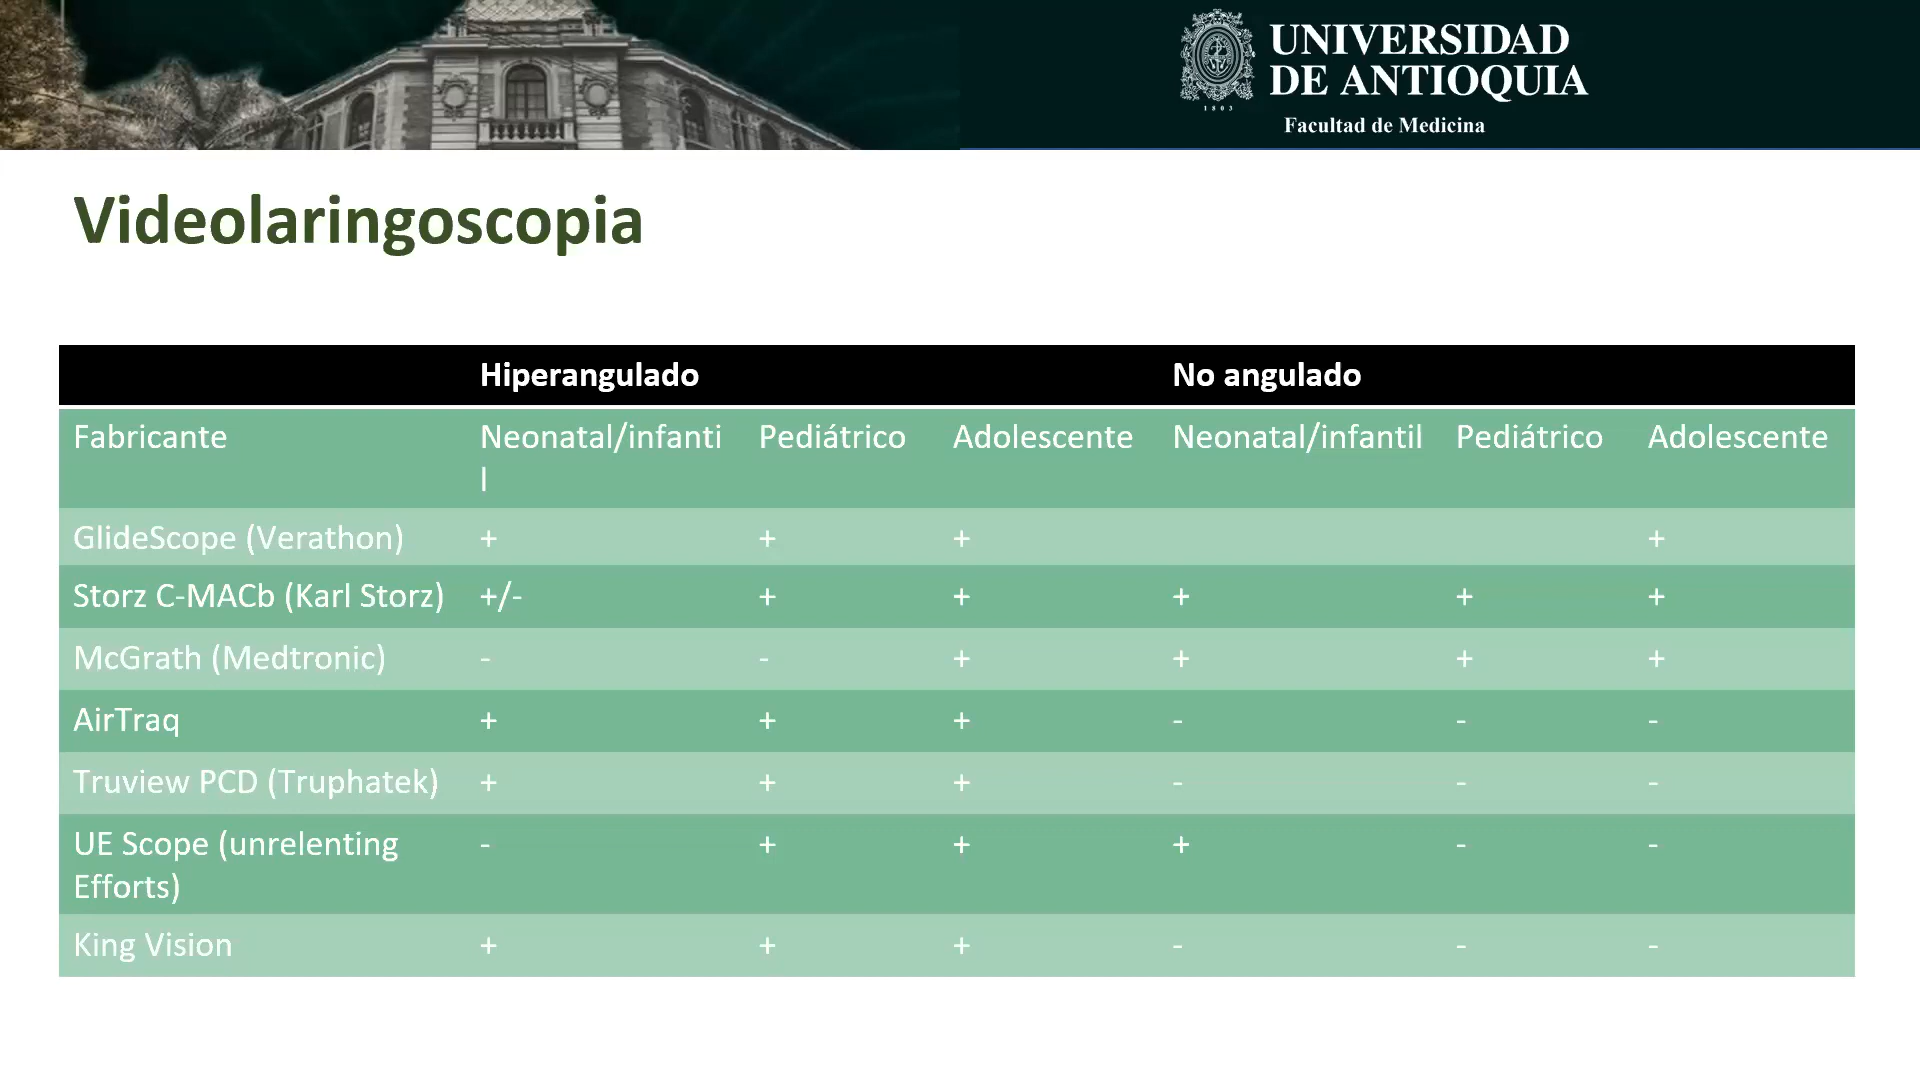 UNIVERSIDAD
DE ANTIOQUIA
1803
Facultad de Medicina
Videolaringoscopia
Hiperangulado No angulado
Fabricante Neonatal/infanti Pediátrico Adolescente Neonatal/infantil Pediátrico Adolescente
l
GlideScope (Verathon) + + + +
Storz C-MACb (Karl Storz) +/- + + + + +
McGrath (Medtronic) - - + + + +
AirTraq + + + - - -
Truview PCD (Truphatek) + + + - - -
UE Scope (unrelenting - + + + - -
Efforts)
King Vision + + + - - -